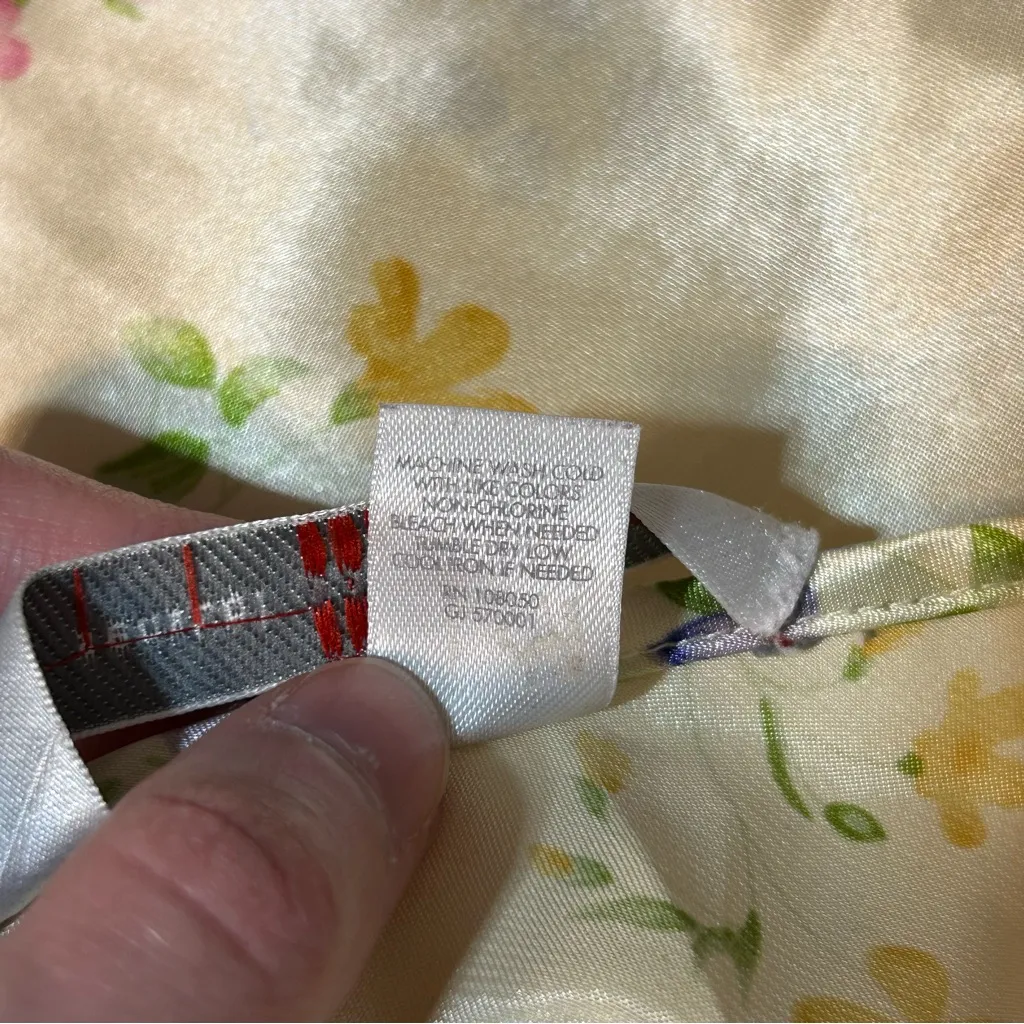 MACHINE WASH COLD
WITH LIKE COLORS
NON-CHLORINE
BLEACH WHEN NEEDED
TUMBLE DRY LOW
COOL IRON IF NEEDED
RN 108050
GJ 570001